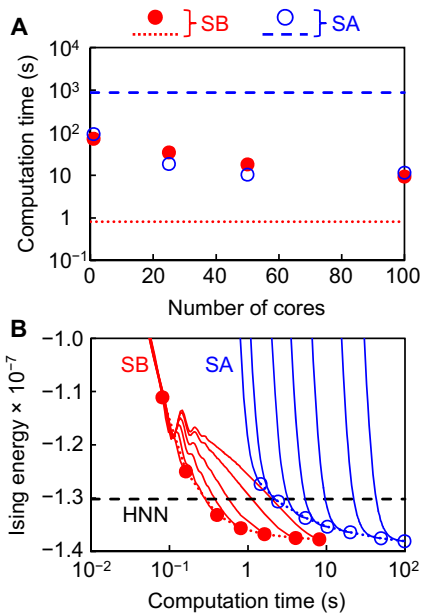 A
SB
SA
Computation time (s)
10⁴
10³
10²
10
1
10⁻¹
0 20 40 60 80 100
Number of cores
B
Ising energy × 10⁻⁷
−1.0
−1.1
−1.2
−1.3
−1.4
SB
SA
HNN
10⁻² 10⁻¹ 1 10 10²
Computation time (s)